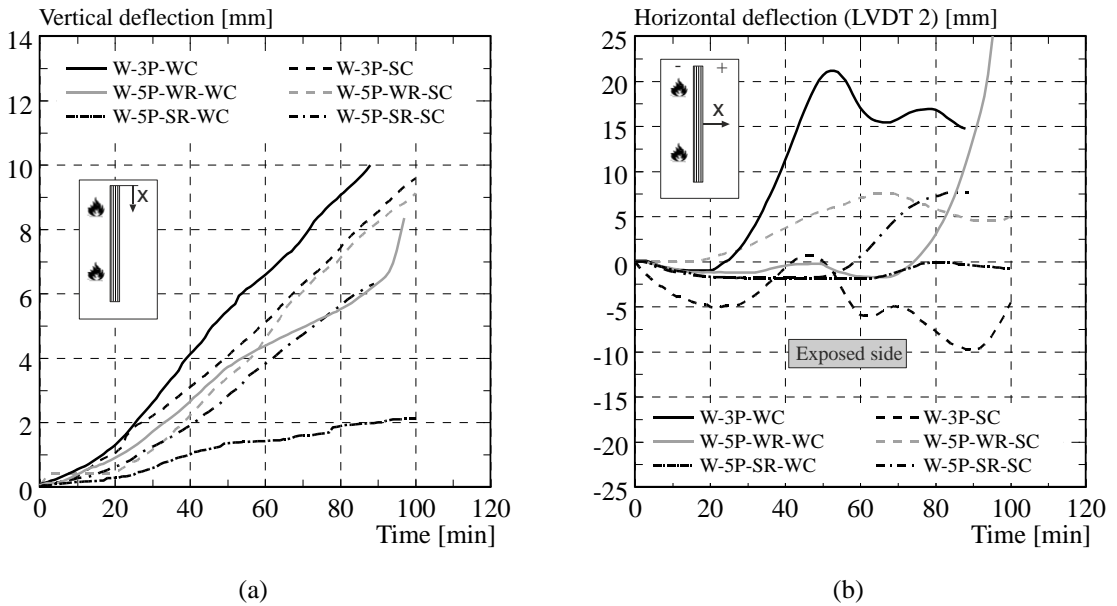 Vertical deflection [mm]
14
12
10
8
6
4
2
0
0 20 40 60 80 100 120
Time [min]
W-3P-WC
W-5P-WR-WC
W-5P-SR-WC
W-3P-SC
W-5P-WR-SC
W-5P-SR-SC
X
(a)
Horizontal deflection (LVDT 2) [mm]
25
20
15
10
5
0
-5
-10
-15
-20
-25
0 20 40 60 80 100 120
Time [min]
- +
X
Exposed side
W-3P-WC
W-5P-WR-WC
W-5P-SR-WC
W-3P-SC
W-5P-WR-SC
W-5P-SR-SC
(b)